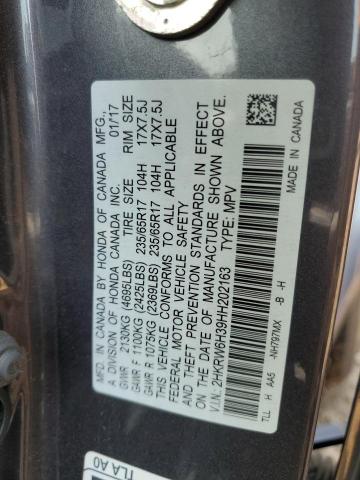 MFD. IN CANADA BY HONDA OF CANADA MFG.,
A DIVISION OF HONDA CANADA INC. 01/17
GVWR 2130KG (4695LBS) TIRE SIZE RIM SIZE
GAWR F 1100KG (2425LBS) 235/65R17 104H 17X7.5J
GAWR R 1075KG (2369LBS) 235/65R17 104H 17X7.5J
THIS VEHICLE CONFORMS TO ALL APPLICABLE
FEDERAL MOTOR VEHICLE SAFETY AND
THEFT PREVENTION STANDARDS IN EFFECT
ON THE DATE OF MANUFACTURE SHOWN ABOVE.
V.I.N.: 2HKRW6H39HH202163 TYPE: MPV
TLL H AA5 -NH797MX -B -H MADE IN CANADA
TLA A0